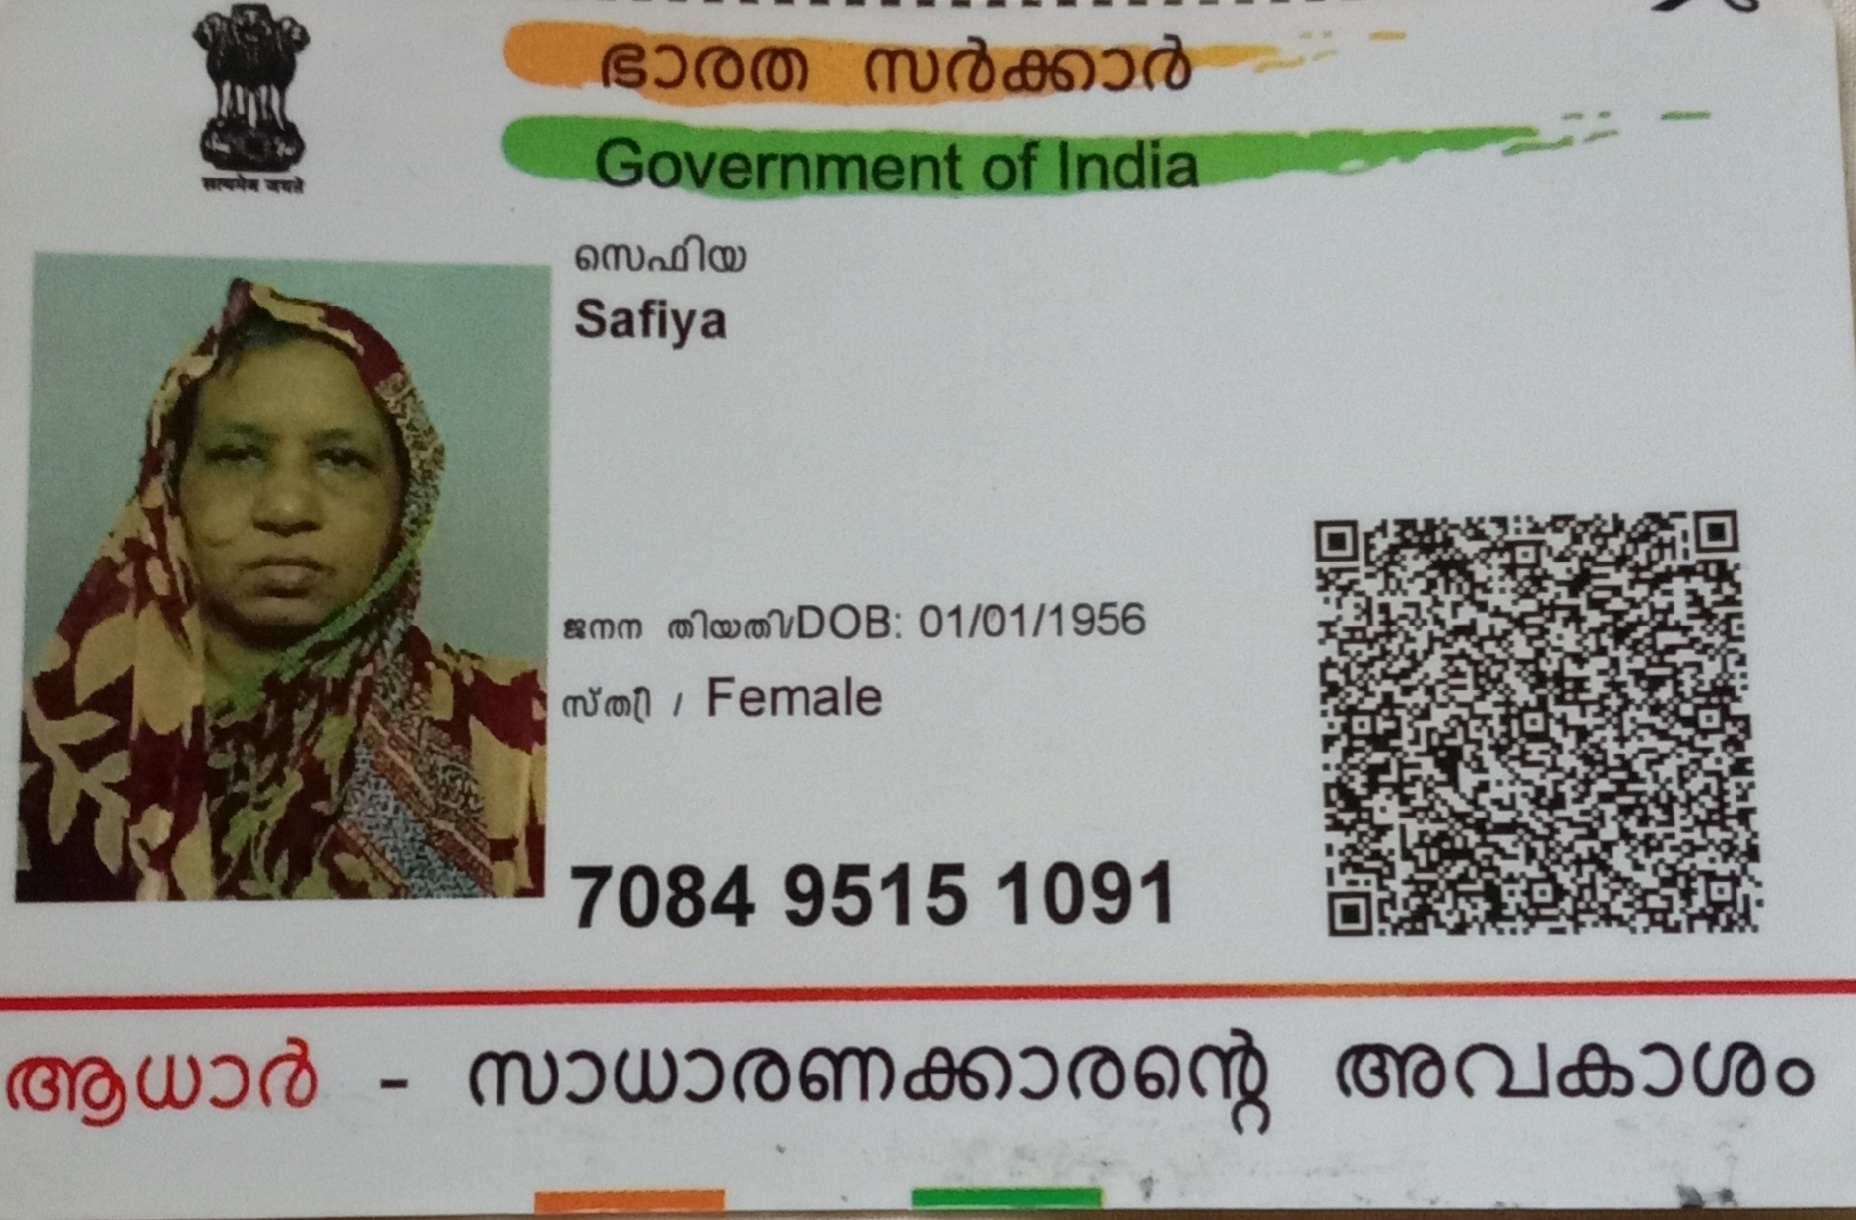 ഭാരത സർക്കാർ
Government of India
सत्यमेव जयते
സെഫിയ
Safiya
ജനന തിയതി/DOB: 01/01/1956
സ്ത്രീ / Female
7084 9515 1091
ആധാർ - സാധാരണക്കാരന്റെ അവകാശം